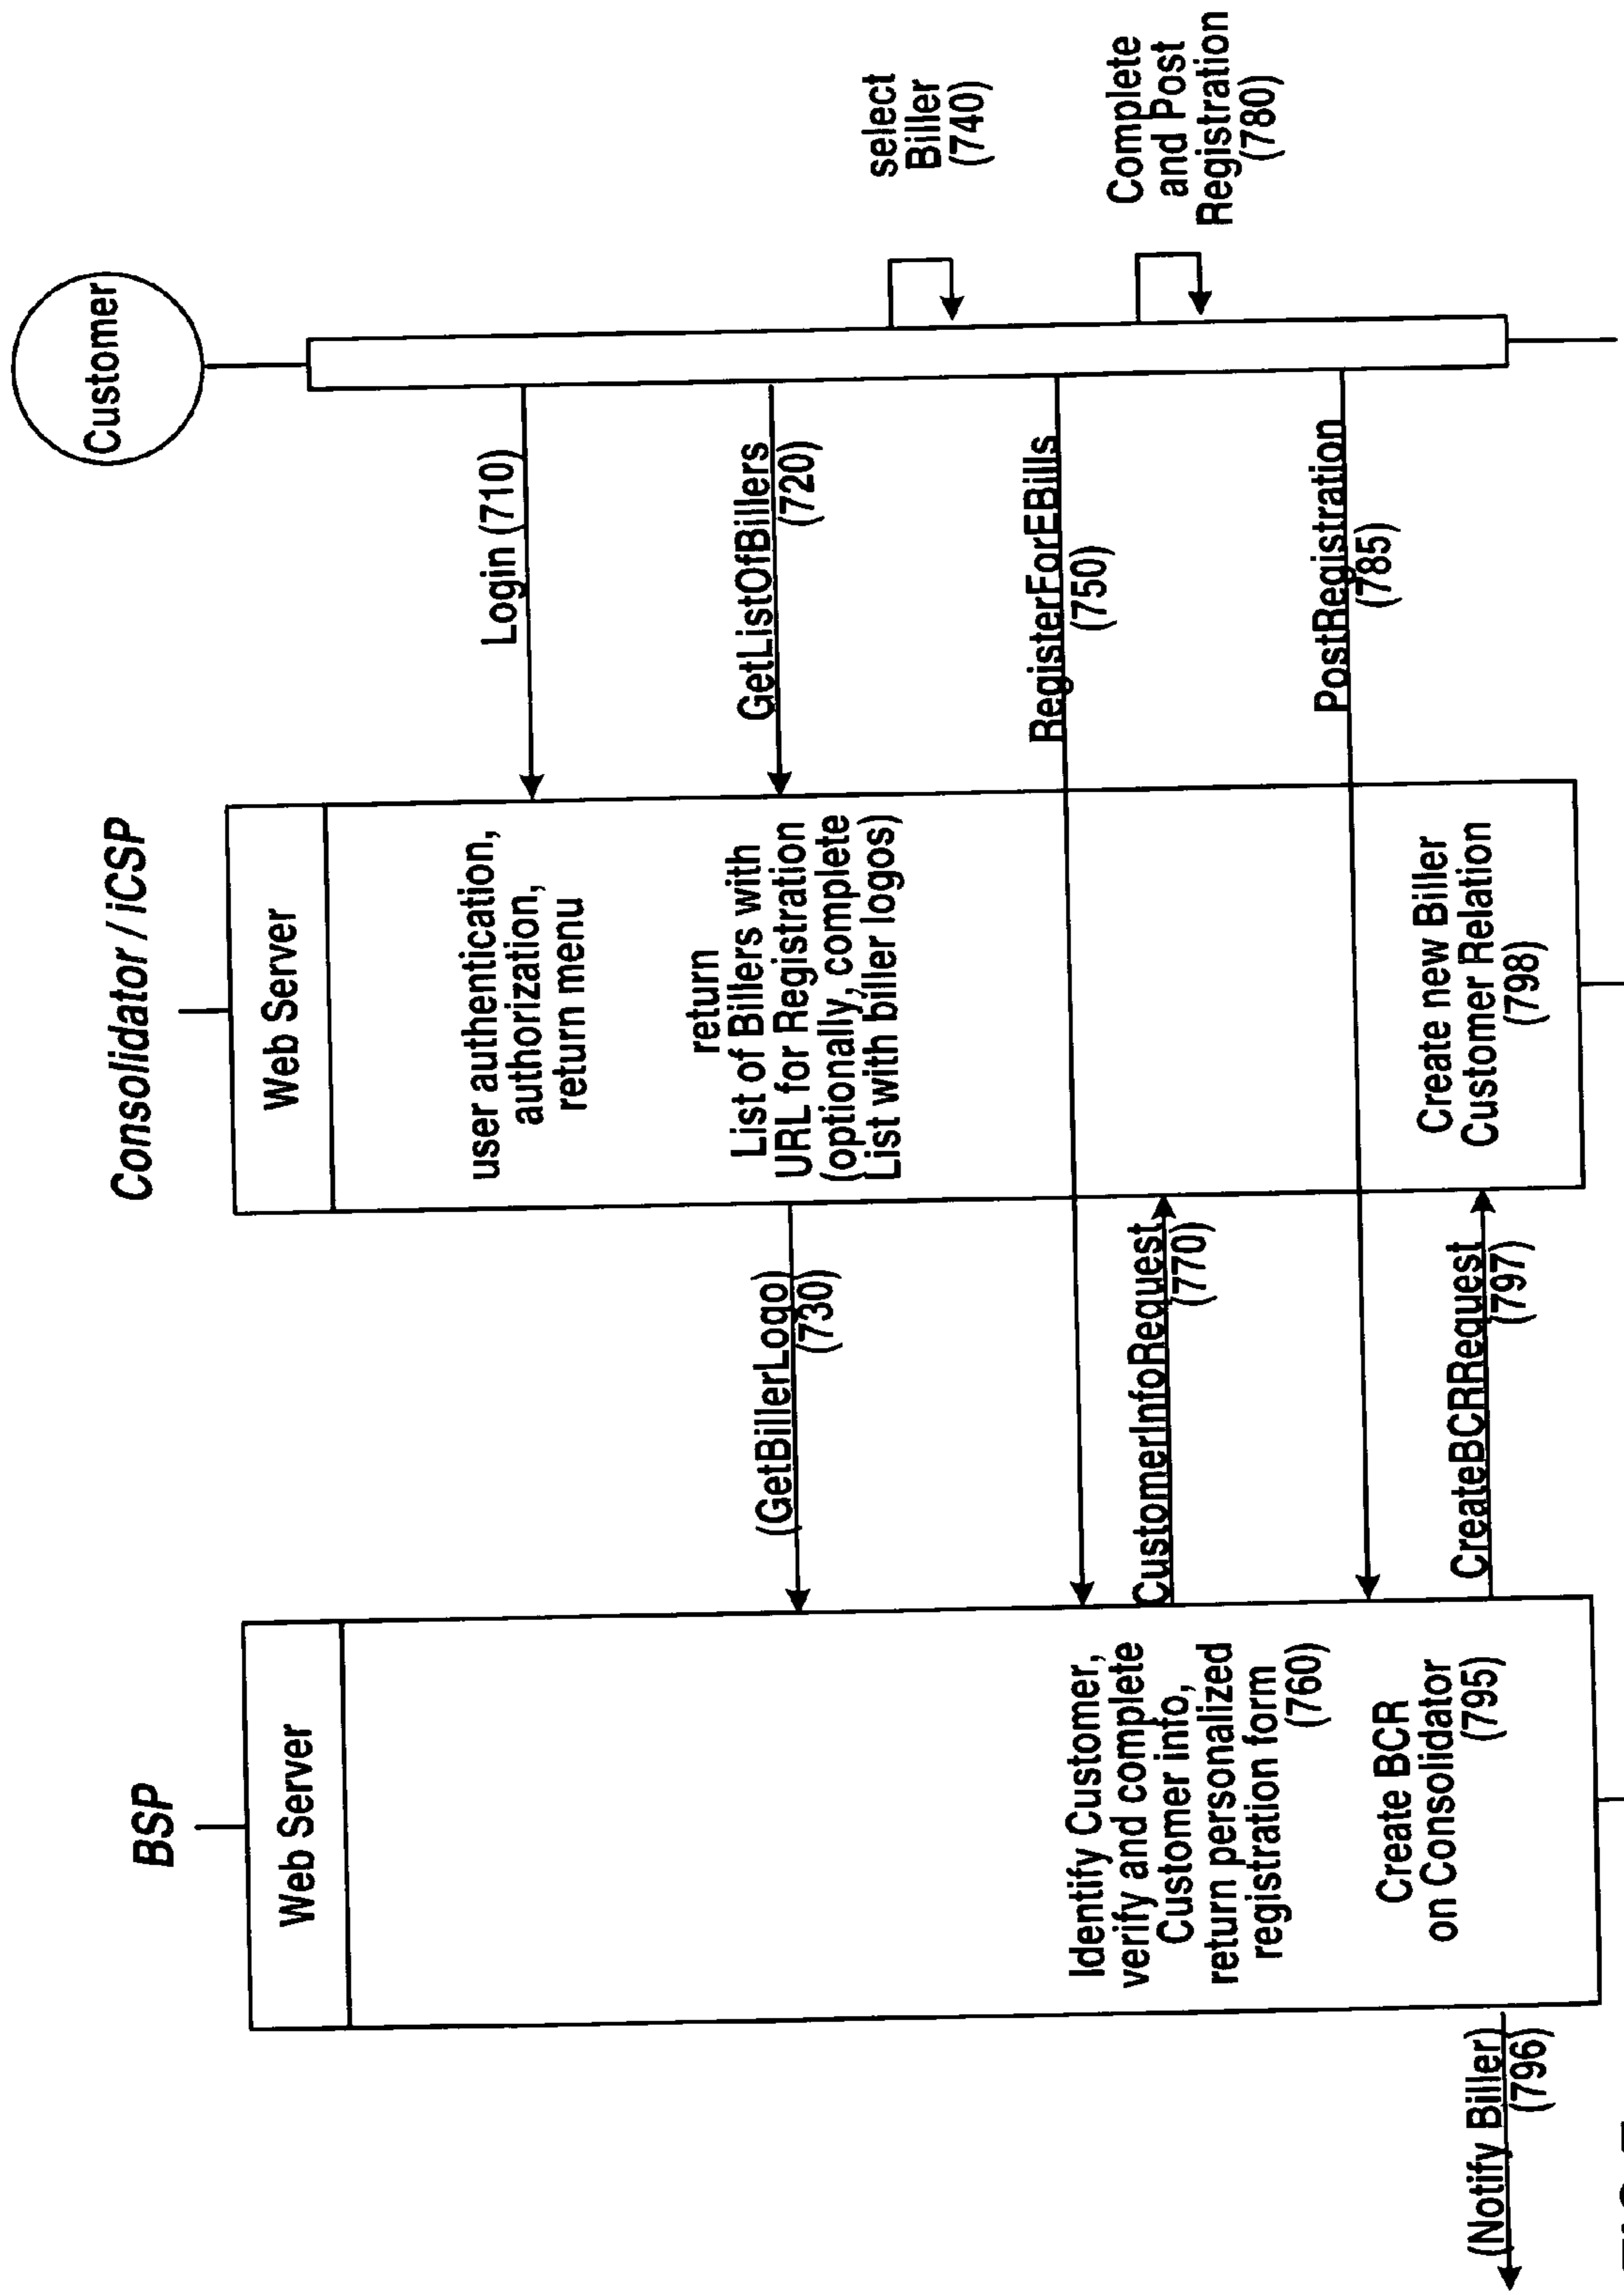 BSP
Consolidator / iCSP
Customer
Web Server
Web Server
Login (710)
user authentication,
authorization,
return menu
GetListOfBillers
(720)
return
List of Billers with
URL for Registration
(optionally, complete
List with biller logos)
(GetBillerLogo)
(730)
select
Biller
(740)
RegisterForEBills
(750)
Identify Customer,
verify and complete
Customer info,
return personalized
registration form
(760)
CustomerInfoRequest
(770)
Complete
and Post
Registration
(780)
PostRegistration
(785)
Create BCR
on Consolidator
(795)
(Notify Biller)
(796)
CreateBCRRequest
(797)
Create new Biller
Customer Relation
(798)